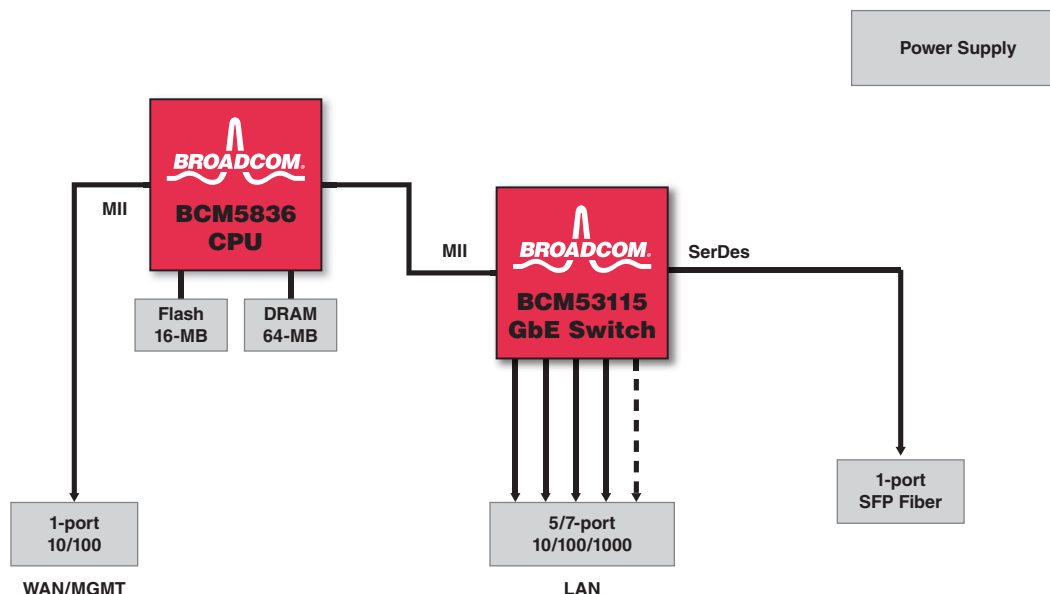 Power Supply
BROADCOM®
BCM5836
CPU
MII
Flash
16-MB
DRAM
64-MB
MII
BROADCOM®
BCM53115
GbE Switch
SerDes
1-port
SFP Fiber
1-port
10/100
WAN/MGMT
5/7-port
10/100/1000
LAN